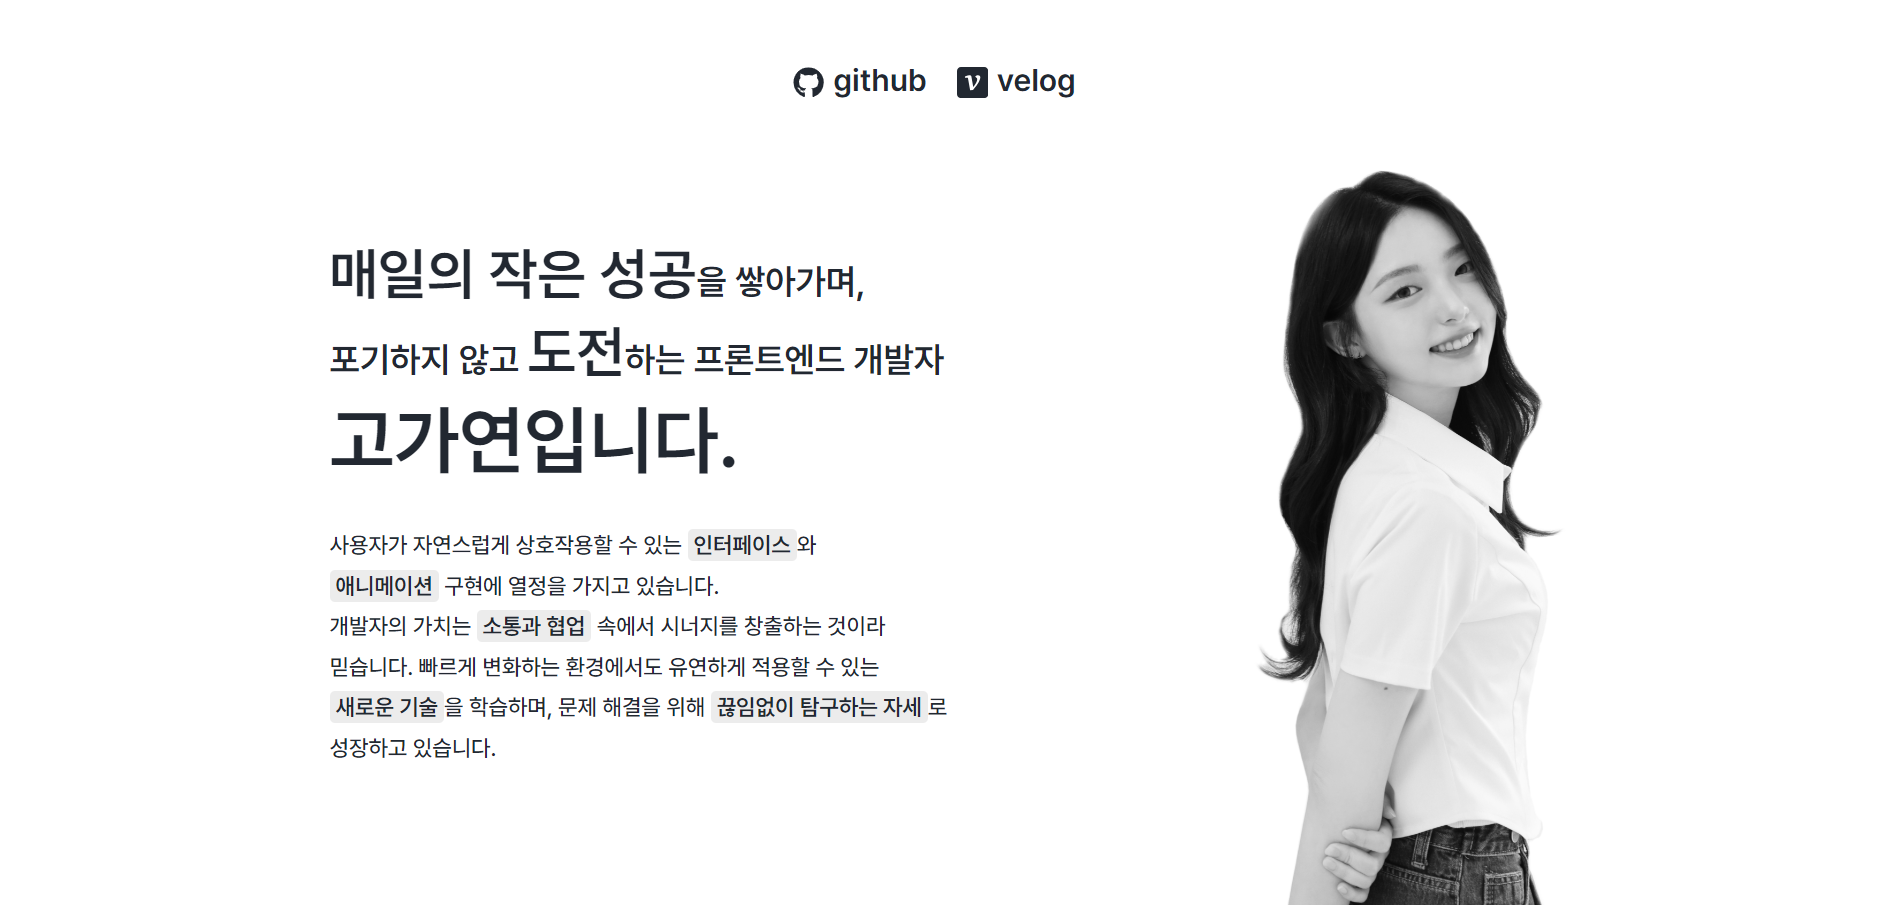 github velog
매일의 작은 성공을 쌓아가며,
포기하지 않고 도전하는 프론트엔드 개발자
고가연입니다.
사용자가 자연스럽게 상호작용할 수 있는 인터페이스와
애니메이션 구현에 열정을 가지고 있습니다.
개발자의 가치는 소통과 협업 속에서 시너지를 창출하는 것이라
믿습니다. 빠르게 변화하는 환경에서도 유연하게 적용할 수 있는
새로운 기술을 학습하며, 문제 해결을 위해 끊임없이 탐구하는 자세로
성장하고 있습니다.